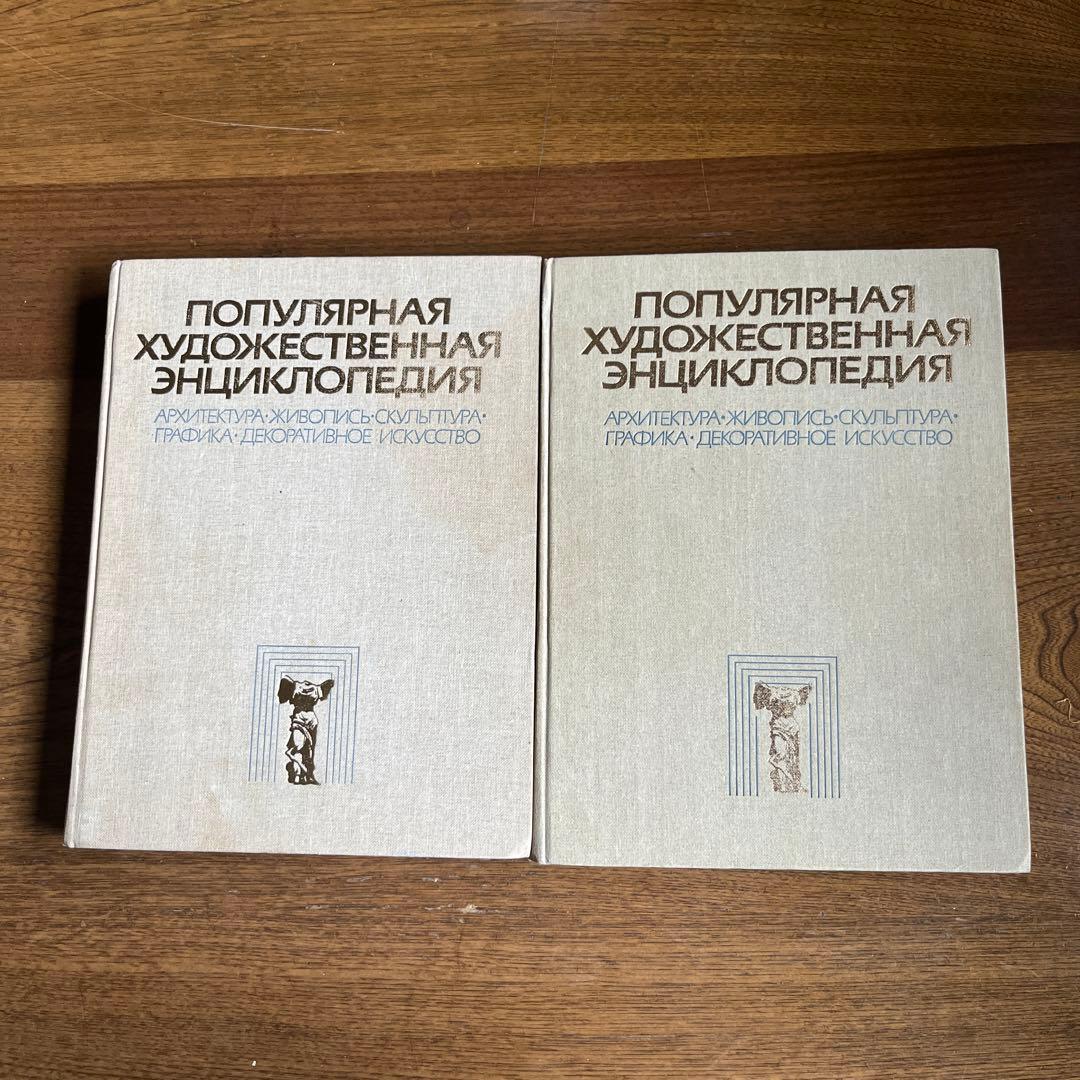 ПОПУЛЯРНАЯ
ХУДОЖЕСТВЕННАЯ
ЭНЦИКЛОПЕДИЯ
АРХИТЕКТУРА·ЖИВОПИСЬ·СКУЛЬПТУРА·
ГРАФИКА·ДЕКОРАТИВНОЕ ИСКУССТВО
ПОПУЛЯРНАЯ
ХУДОЖЕСТВЕННАЯ
ЭНЦИКЛОПЕДИЯ
АРХИТЕКТУРА·ЖИВОПИСЬ·СКУЛЬПТУРА·
ГРАФИКА·ДЕКОРАТИВНОЕ ИСКУССТВО